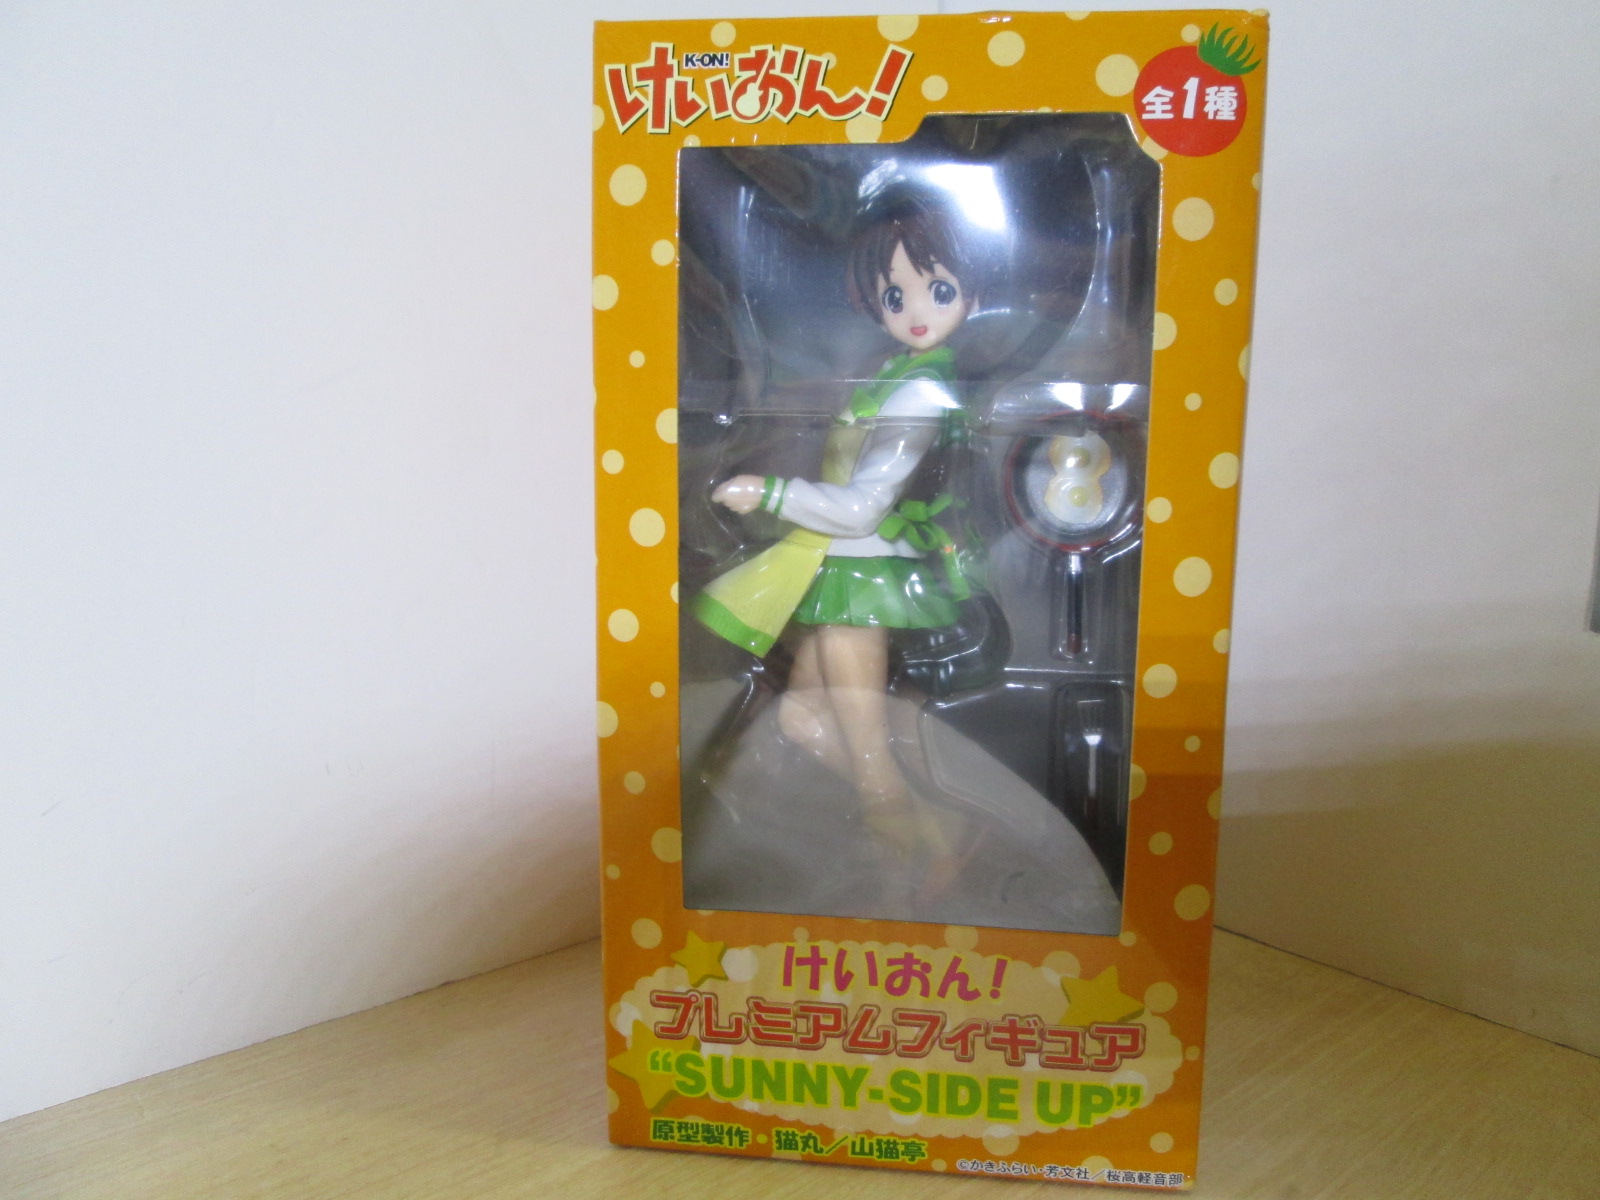 K-ON!
けいおん!
全1種
けいおん!
プレミアムフィギュア
“SUNNY-SIDE UP”
原型製作・猫丸／山猫亭
©かきふらい・芳文社／桜高軽音部